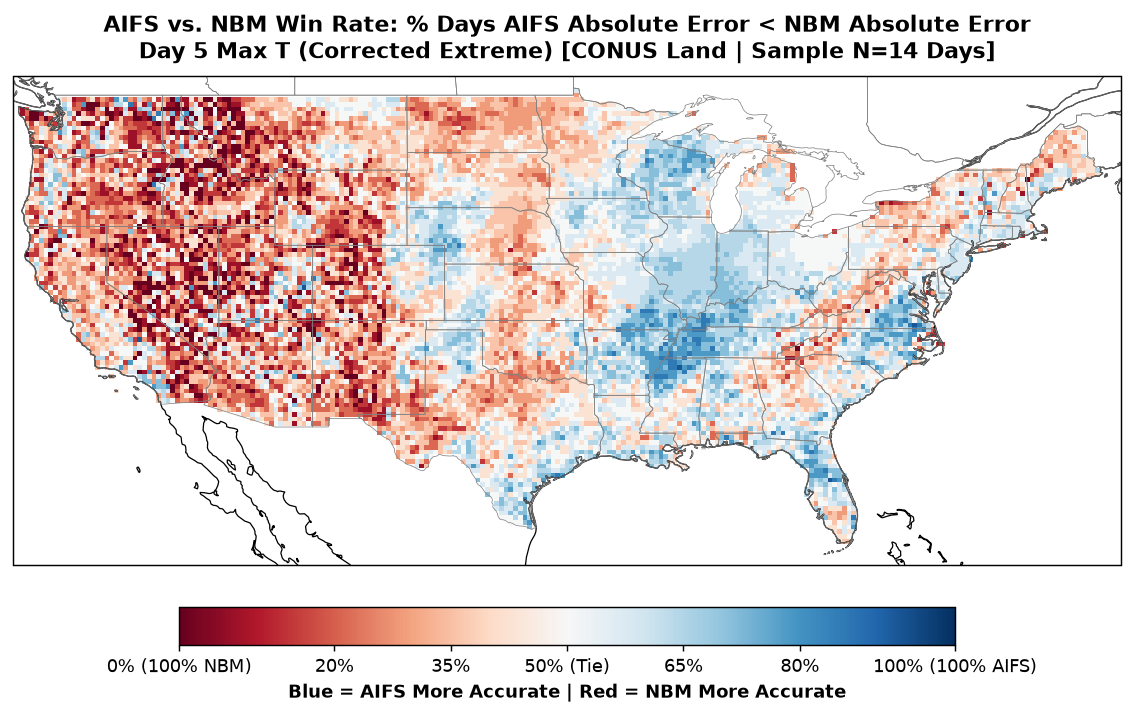 AIFS vs. NBM Win Rate: % Days AIFS Absolute Error < NBM Absolute Error
Day 5 Max T (Corrected Extreme) [CONUS Land | Sample N=14 Days]
0% (100% NBM) 20% 35% 50% (Tie) 65% 80% 100% (100% AIFS)
Blue = AIFS More Accurate | Red = NBM More Accurate